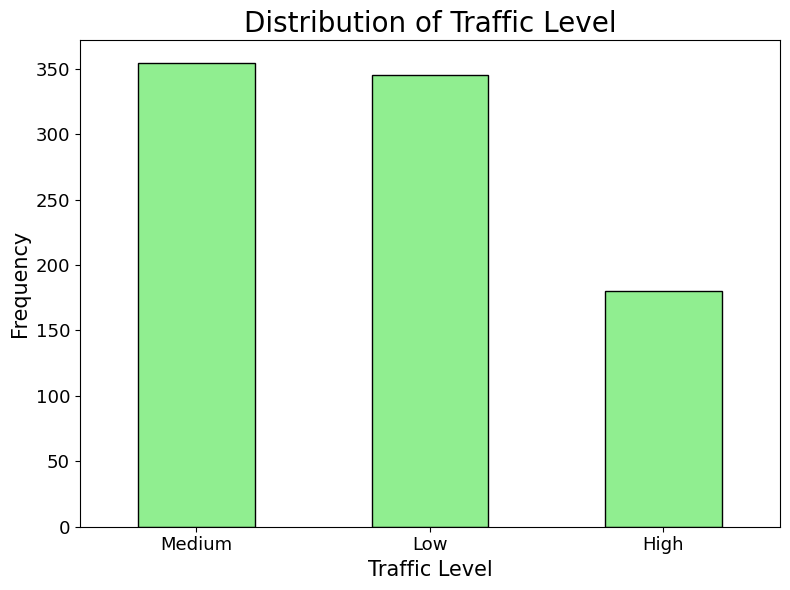 Distribution of Traffic Level
Frequency
350
300
250
200
150
100
50
0
Medium Low High
Traffic Level